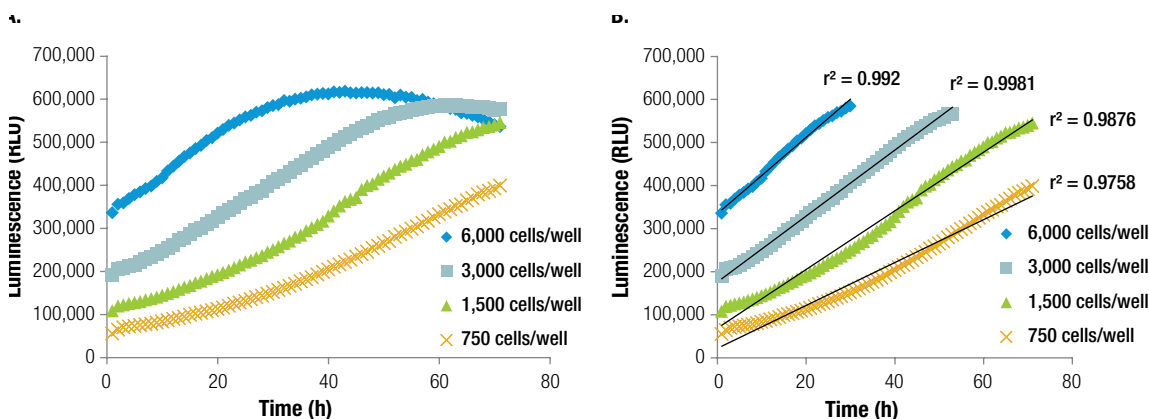 A.
700,000
600,000
500,000
400,000
300,000
200,000
100,000
0
0 20 40 60 80
Luminescence (RLU)
Time (h)
6,000 cells/well
3,000 cells/well
1,500 cells/well
750 cells/well
B.
700,000
600,000
500,000
400,000
300,000
200,000
100,000
0
0 20 40 60 80
Luminescence (RLU)
Time (h)
r² = 0.992
r² = 0.9981
r² = 0.9876
r² = 0.9758
6,000 cells/well
3,000 cells/well
1,500 cells/well
750 cells/well